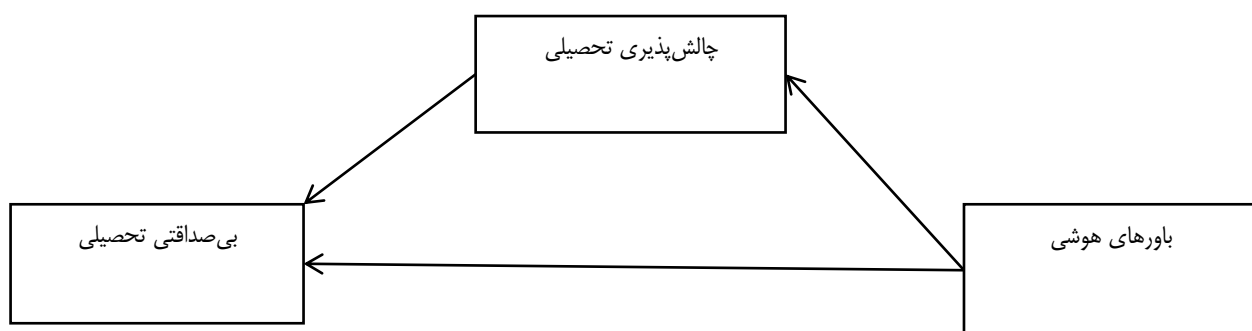 چالش‌پذیری تحصیلی
باورهای هوشی
بی‌صداقتی تحصیلی